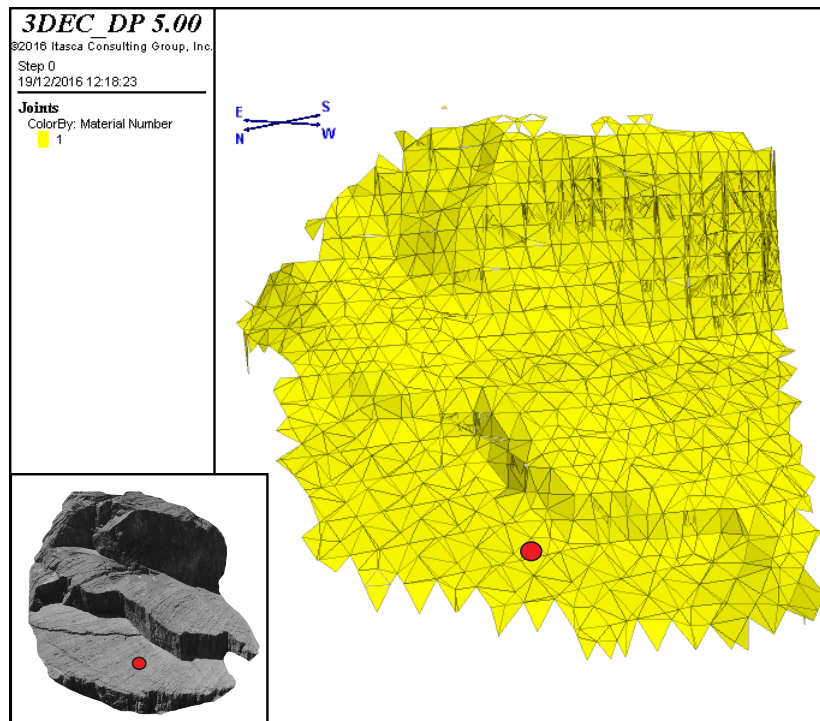 3DEC_DP 5.00
©2016 Itasca Consulting Group, Inc.
Step 0
19/12/2016 12:18:23
Joints
ColorBy: Material Number
1
E
S
N
W